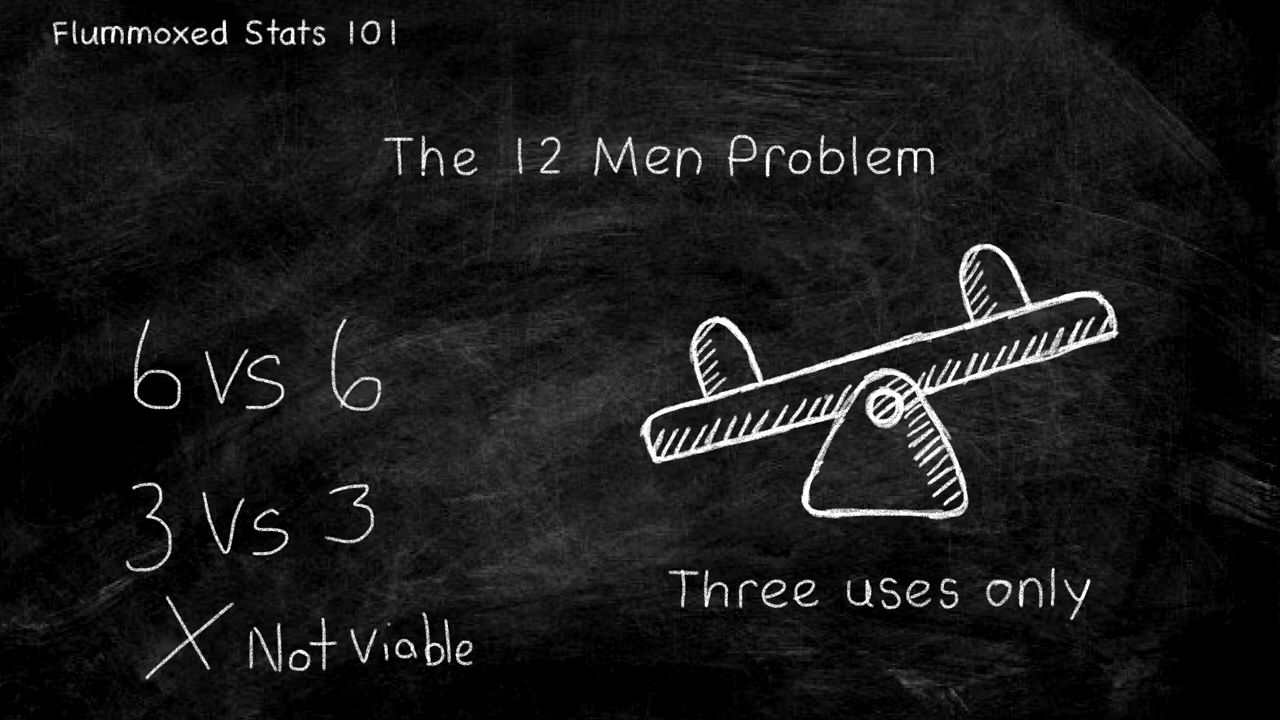 Flummoxed Stats 101
The 12 Men Problem
6 vs 6
3 Vs 3
X Not Viable
Three uses only